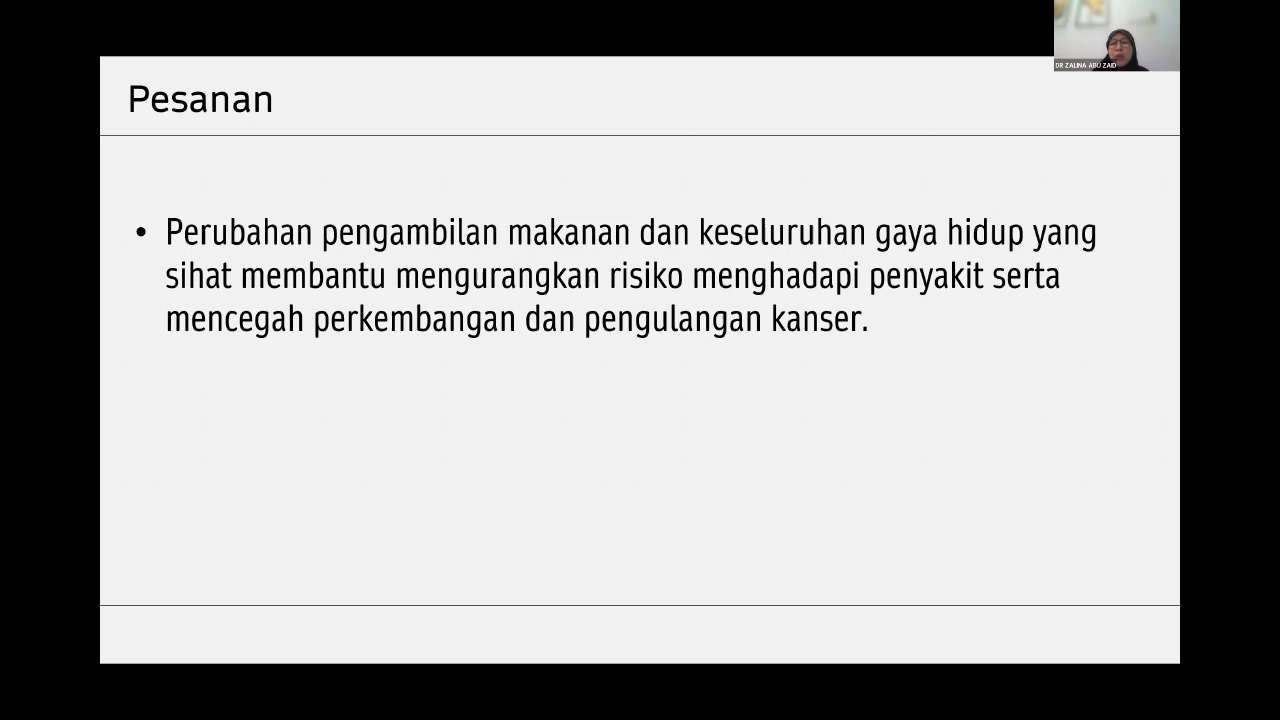 DR ZALINA ABU ZAID
Pesanan
• Perubahan pengambilan makanan dan keseluruhan gaya hidup yang
sihat membantu mengurangkan risiko menghadapi penyakit serta
mencegah perkembangan dan pengulangan kanser.